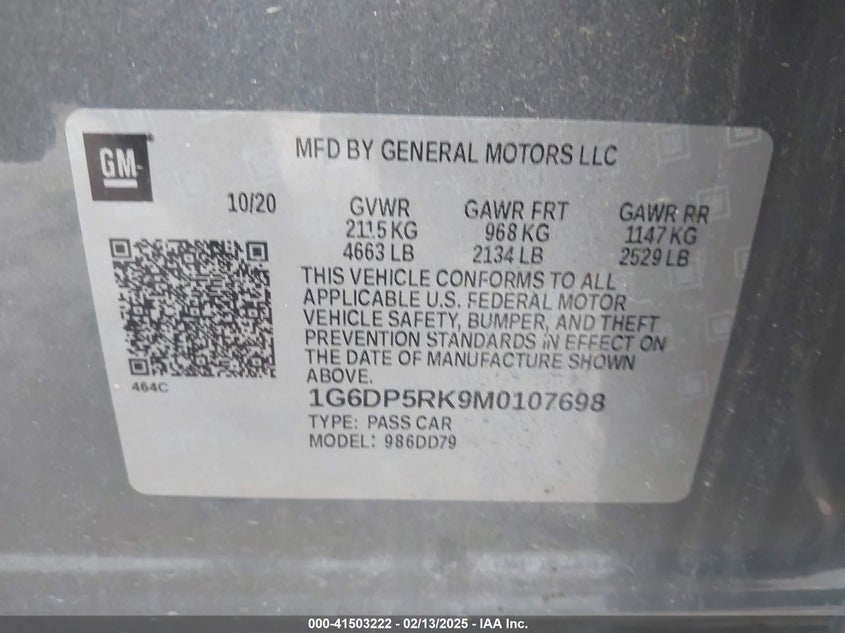 GM
MFD BY GENERAL MOTORS LLC
10/20 GVWR GAWR FRT GAWR RR
2115 KG 968 KG 1147 KG
4663 LB 2134 LB 2529 LB
THIS VEHICLE CONFORMS TO ALL
APPLICABLE U.S. FEDERAL MOTOR
VEHICLE SAFETY, BUMPER, AND THEFT
PREVENTION STANDARDS IN EFFECT ON
THE DATE OF MANUFACTURE SHOWN
ABOVE.
464C
1G6DP5RK9M0107698
TYPE: PASS CAR
MODEL: 986DD79
000-41503222 - 02/13/2025 - IAA Inc.